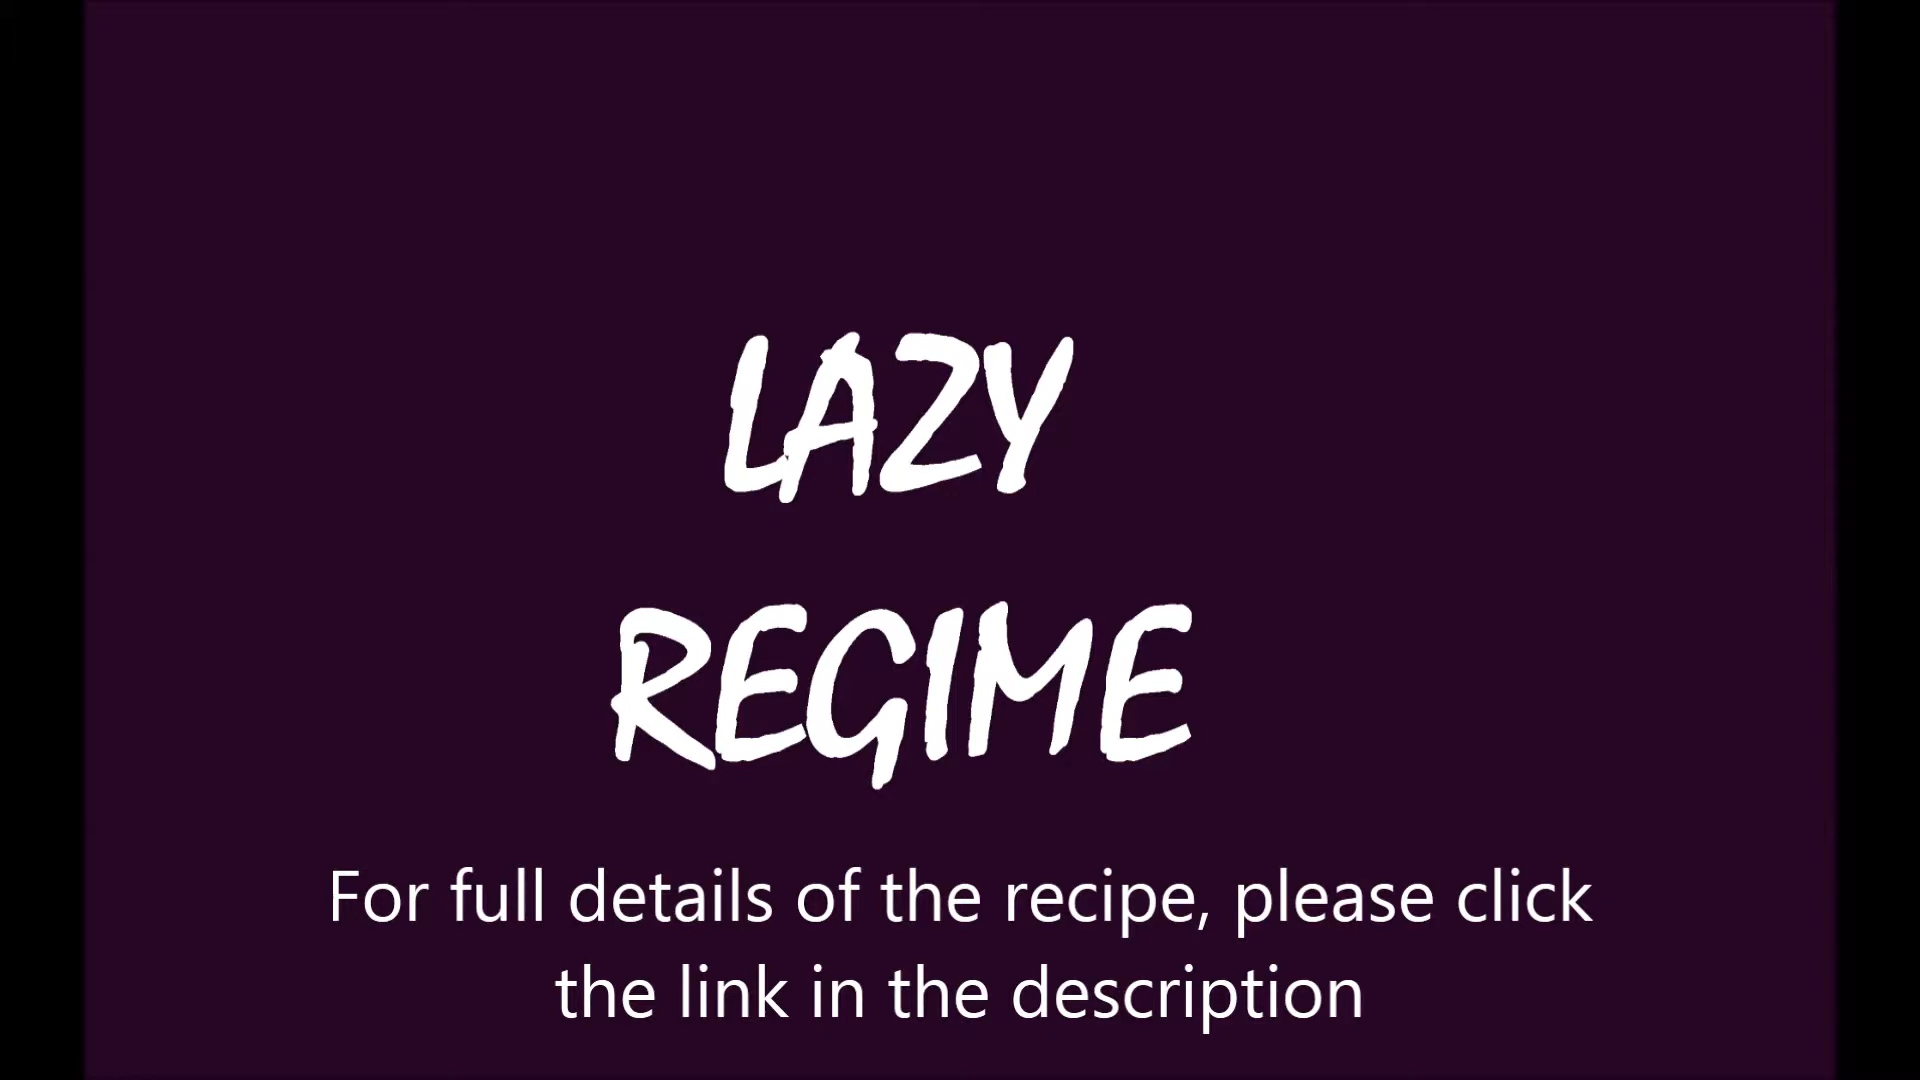 LAZY
REGIME
For full details of the recipe, please click
the link in the description